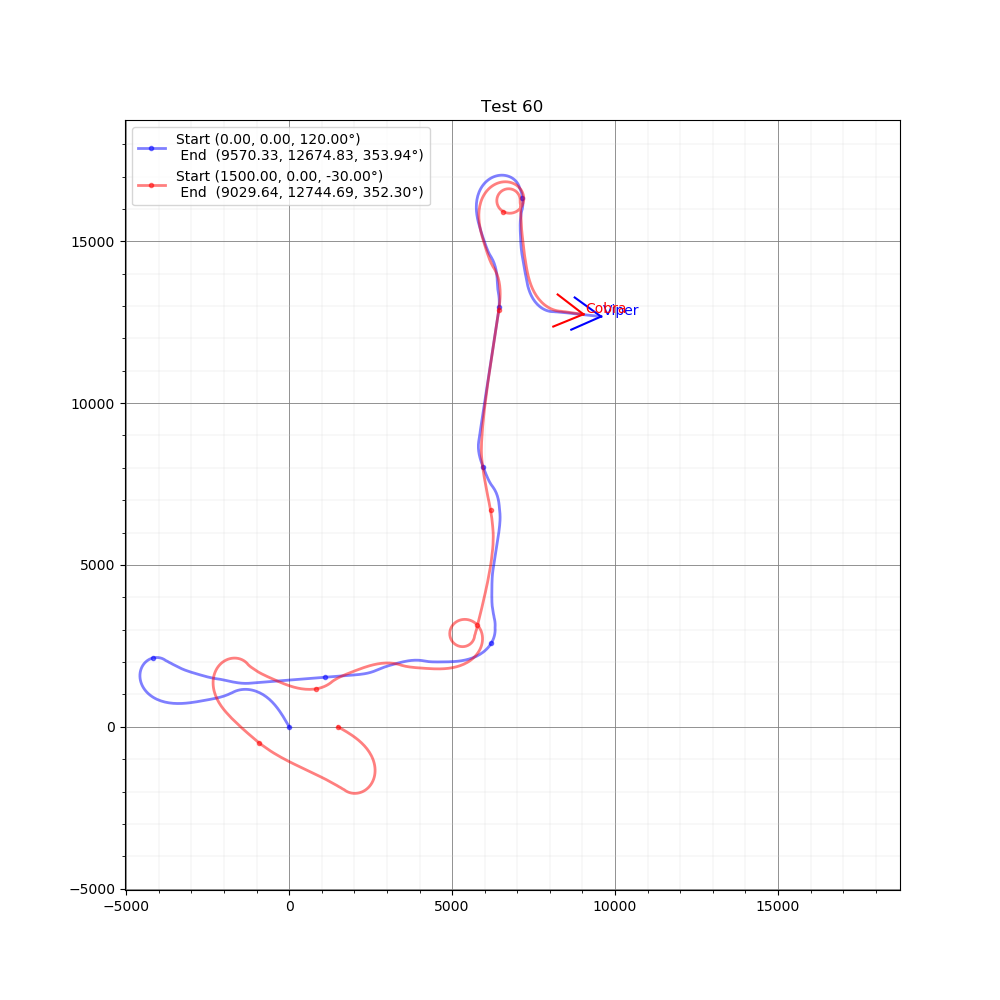 Test 60
Start (0.00, 0.00, 120.00°)
End (9570.33, 12674.83, 353.94°)
Start (1500.00, 0.00, -30.00°)
End (9029.64, 12744.69, 352.30°)
15000
Cobra
Viper
10000
5000
0
−5000
−5000
0
5000
10000
15000